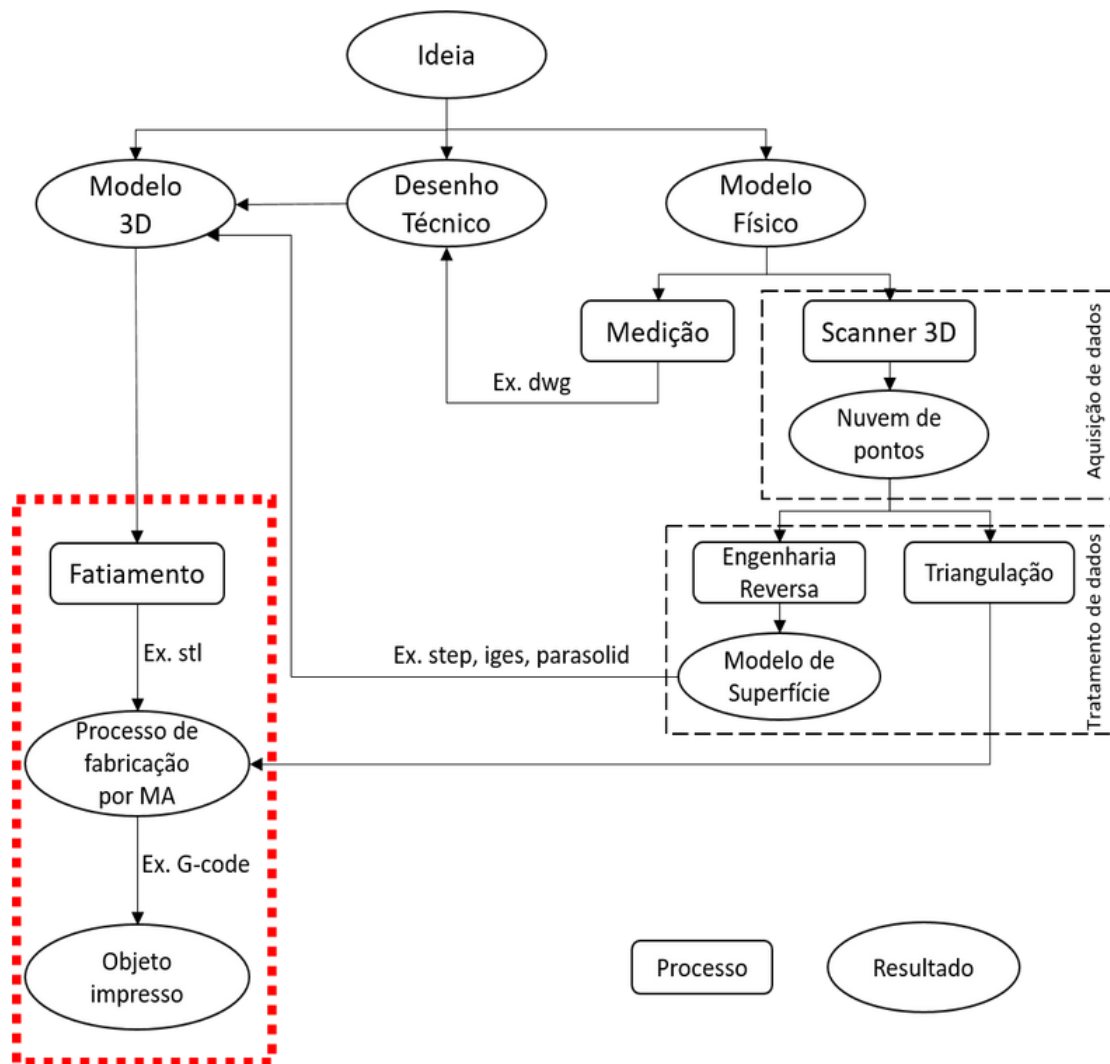 Ideia
Modelo
3D
Desenho
Técnico
Modelo
Físico
Medição
Scanner 3D
Ex. dwg
Nuvem de
pontos
Aquisição de dados
Fatiamento
Engenharia
Reversa
Triangulação
Ex. stl
Ex. step, iges, parasolid
Modelo de
Superfície
Tratamento de dados
Processo de
fabricação
por MA
Ex. G-code
Objeto
impresso
Processo
Resultado